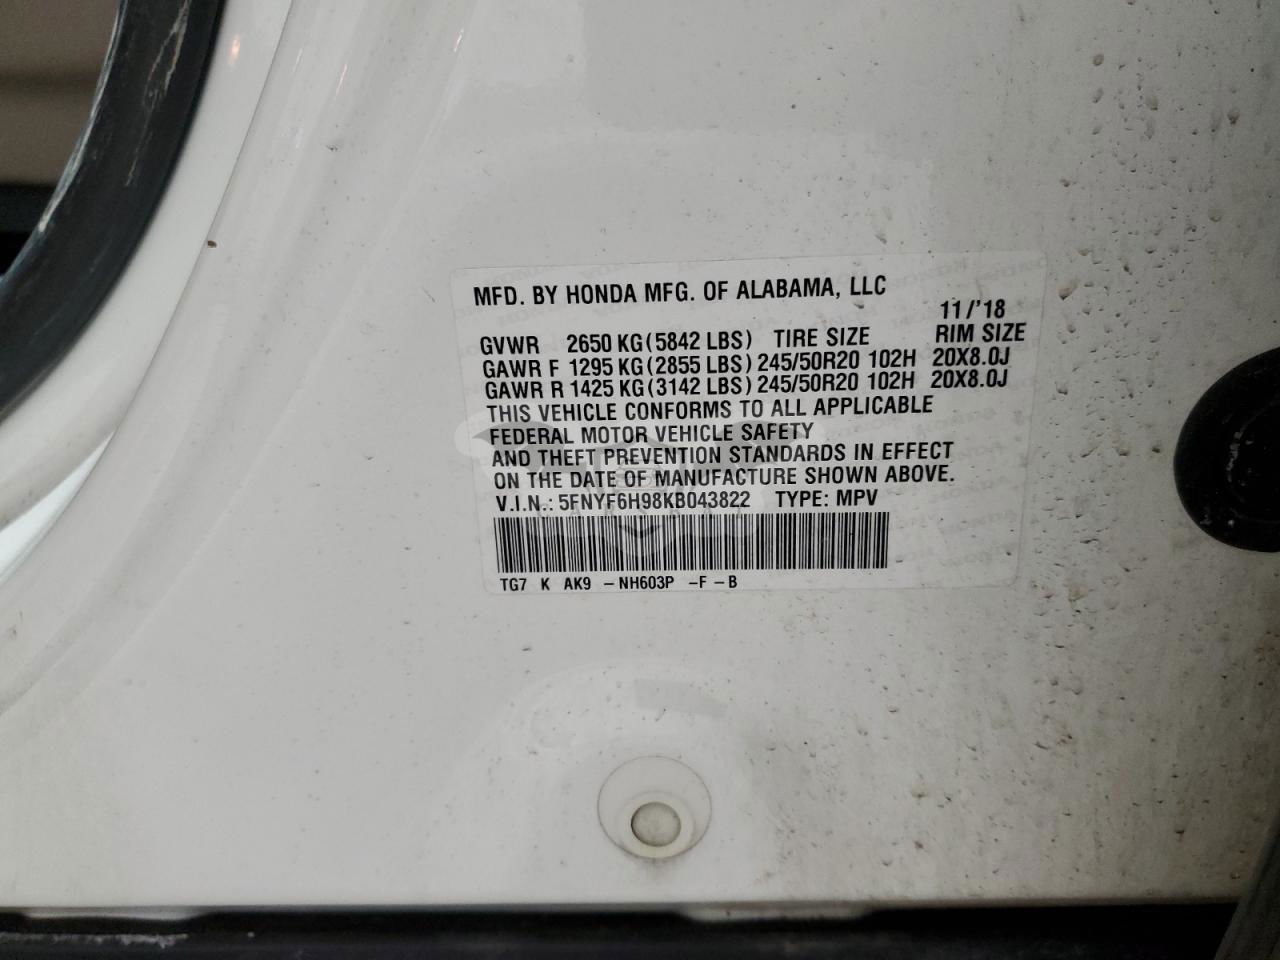 MFD. BY HONDA MFG. OF ALABAMA, LLC
11/'18
GVWR 2650 KG(5842 LBS) TIRE SIZE RIM SIZE
GAWR F 1295 KG(2855 LBS) 245/50R20 102H 20X8.0J
GAWR R 1425 KG(3142 LBS) 245/50R20 102H 20X8.0J
THIS VEHICLE CONFORMS TO ALL APPLICABLE
FEDERAL MOTOR VEHICLE SAFETY
AND THEFT PREVENTION STANDARDS IN EFFECT
ON THE DATE OF MANUFACTURE SHOWN ABOVE.
V.I.N.: 5FNYF6H98KB043822 TYPE: MPV
TG7 K AK9 -NH603P -F-B